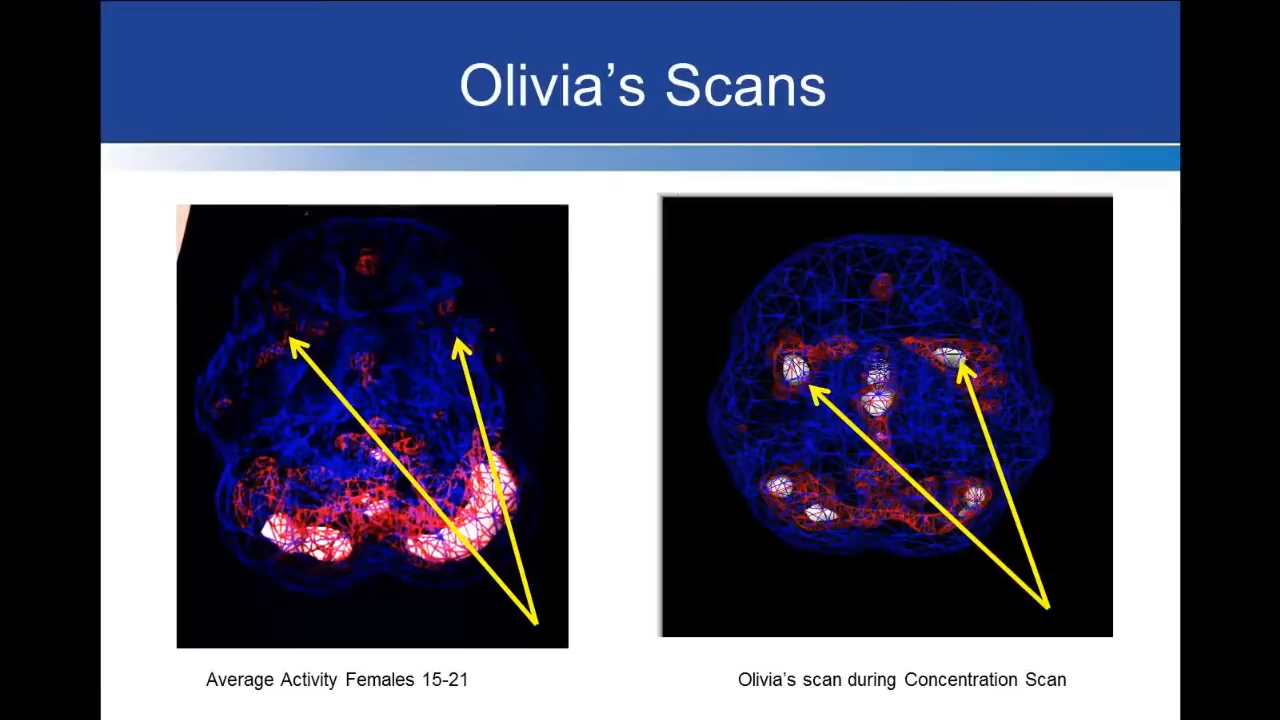 Olivia’s Scans
Average Activity Females 15-21
Olivia’s scan during Concentration Scan